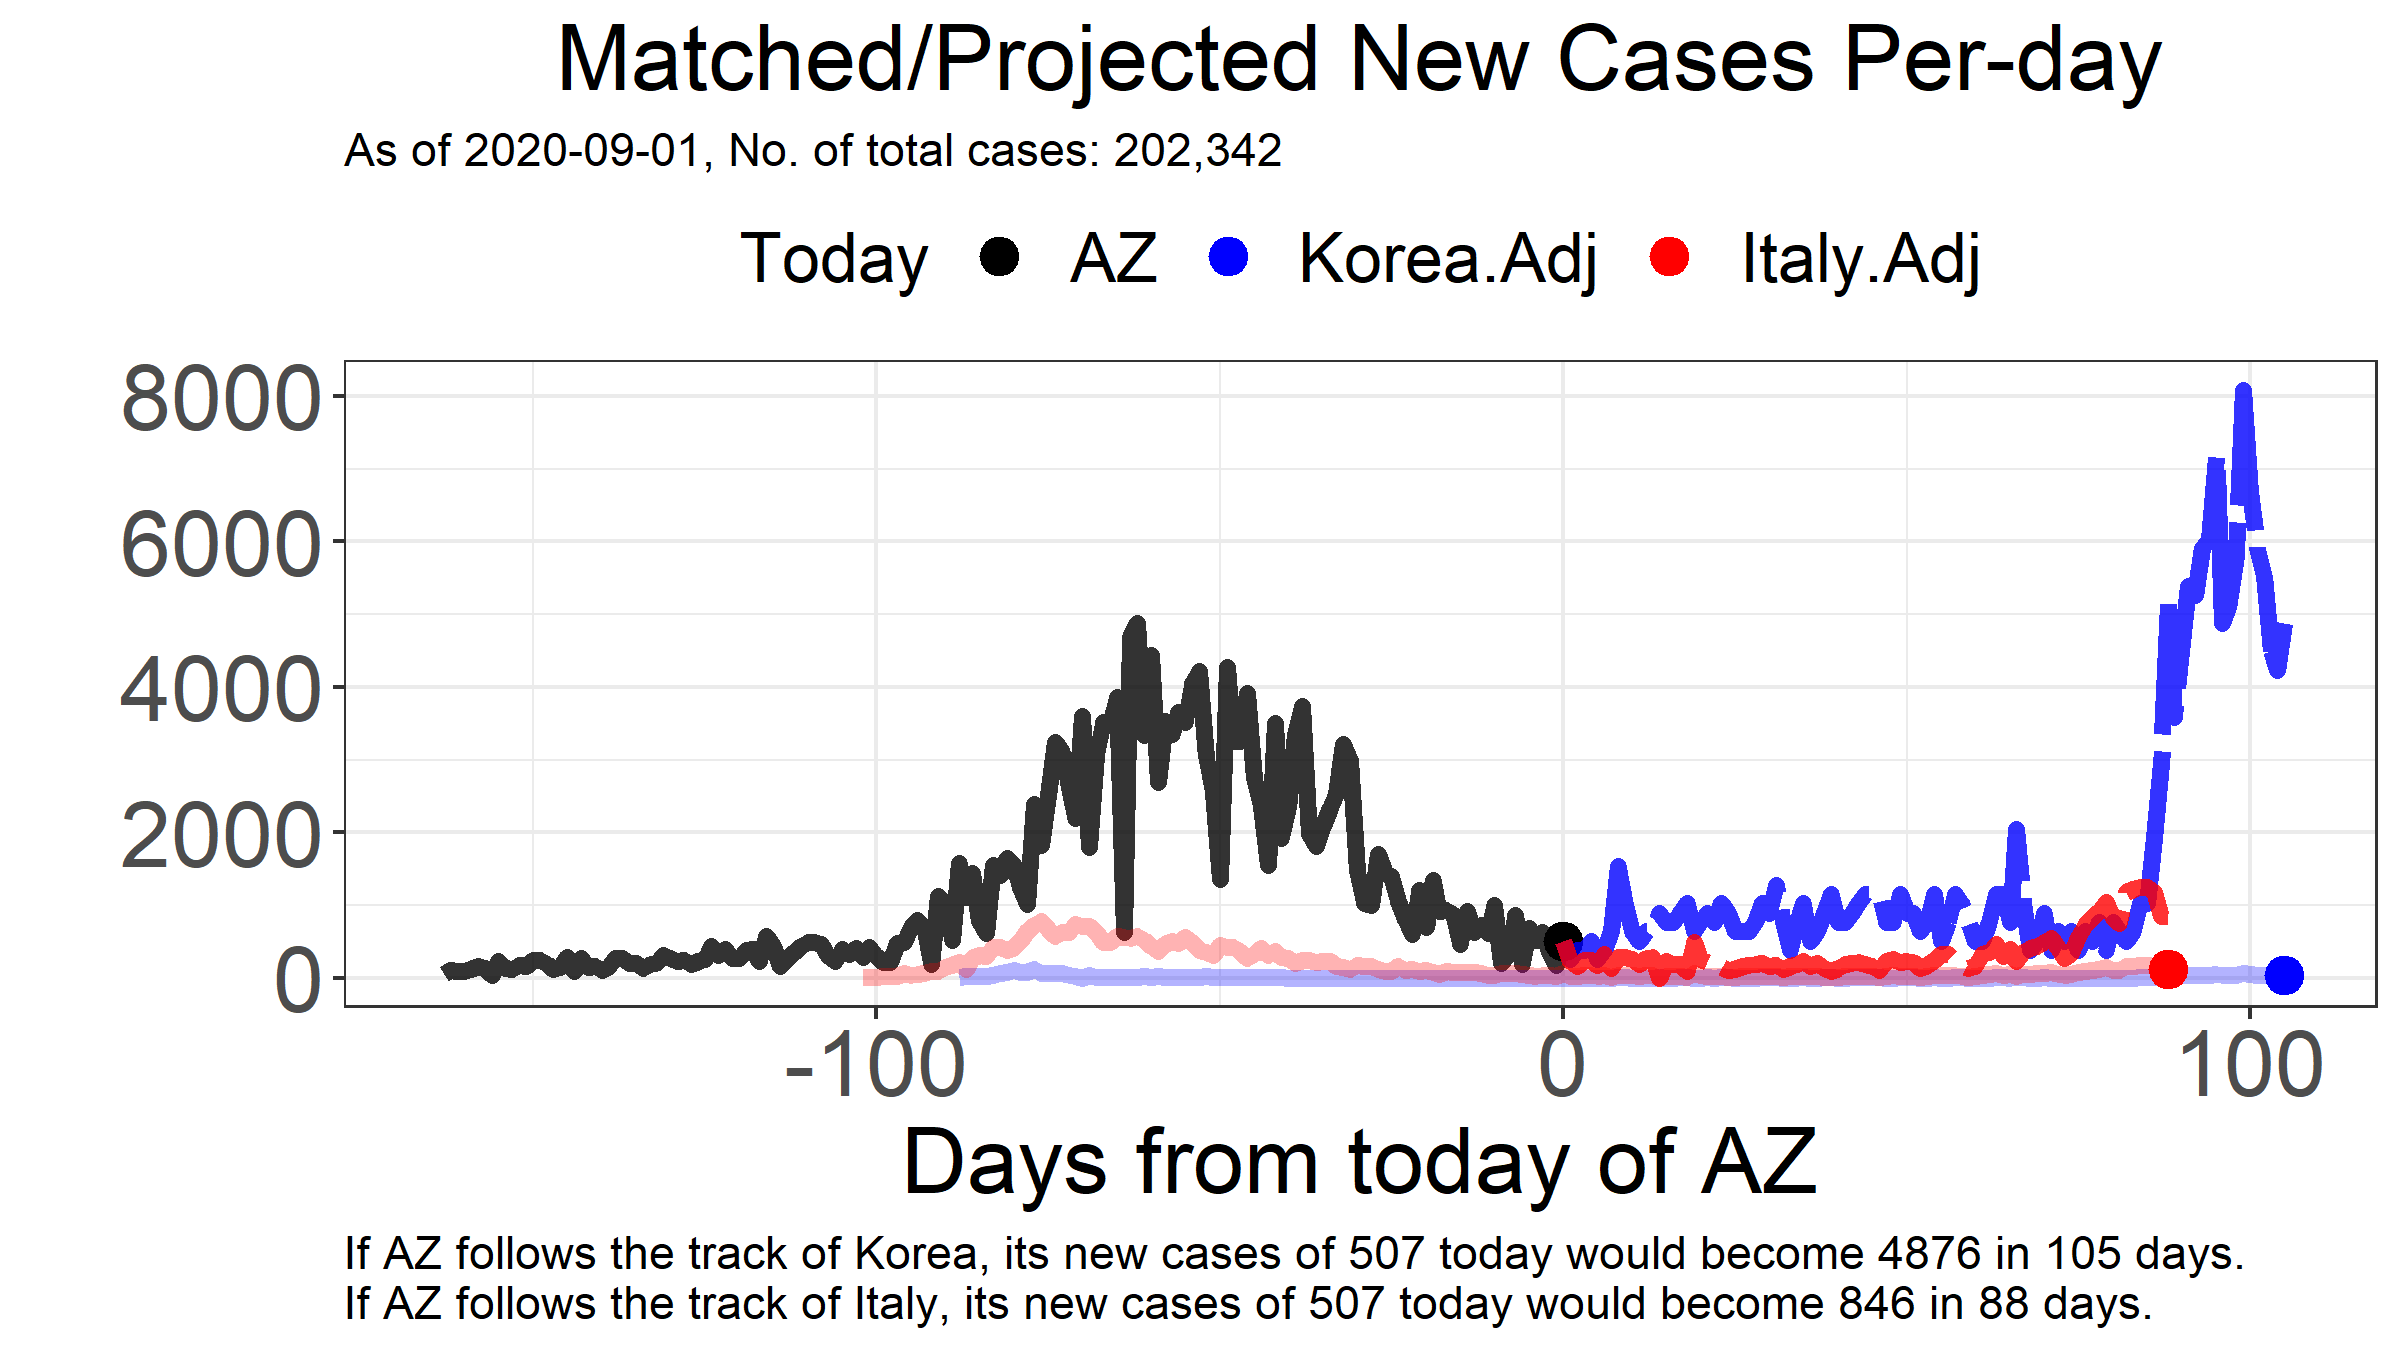 Matched/Projected New Cases Per-day
As of 2020-09-01, No. of total cases: 202,342
Today AZ Korea.Adj Italy.Adj
8000
6000
4000
2000
0
-100 0 100
Days from today of AZ
If AZ follows the track of Korea, its new cases of 507 today would become 4876 in 105 days.
If AZ follows the track of Italy, its new cases of 507 today would become 846 in 88 days.